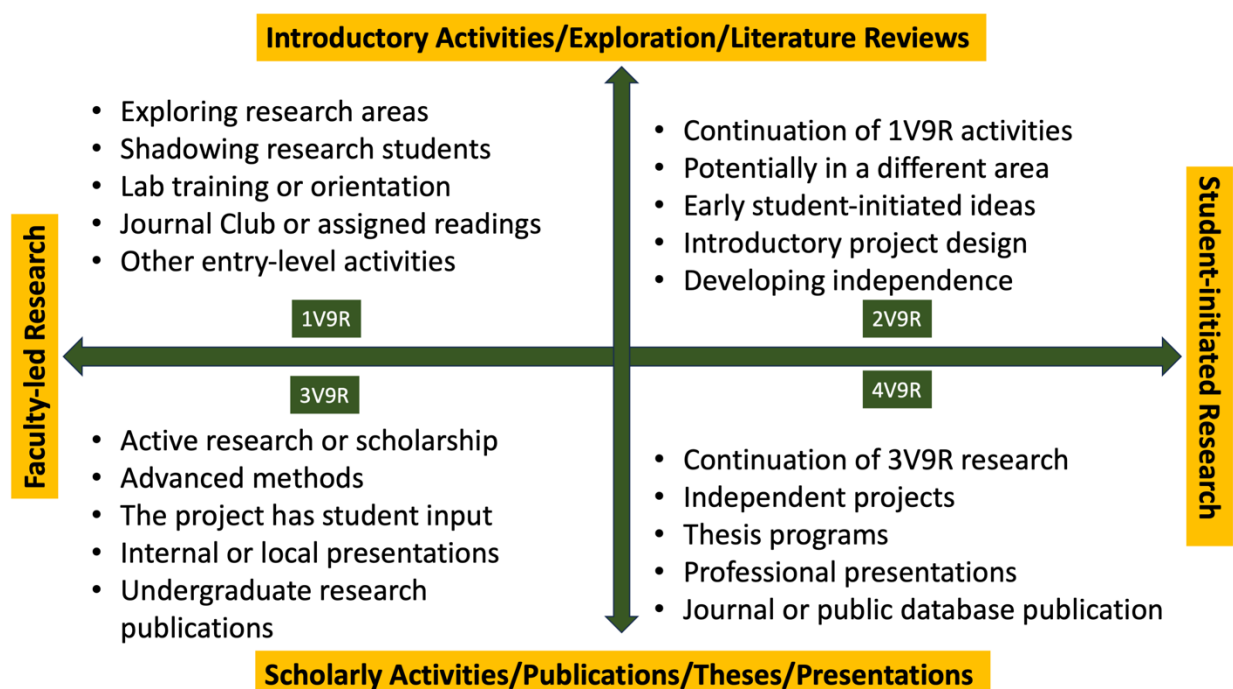 Introductory Activities/Exploration/Literature Reviews
• Exploring research areas
• Shadowing research students
• Lab training or orientation
• Journal Club or assigned readings
• Other entry-level activities
1V9R
• Continuation of 1V9R activities
• Potentially in a different area
• Early student-initiated ideas
• Introductory project design
• Developing independence
2V9R
Faculty-led Research
Student-initiated Research
3V9R
• Active research or scholarship
• Advanced methods
• The project has student input
• Internal or local presentations
• Undergraduate research
publications
4V9R
• Continuation of 3V9R research
• Independent projects
• Thesis programs
• Professional presentations
• Journal or public database publication
Scholarly Activities/Publications/Theses/Presentations